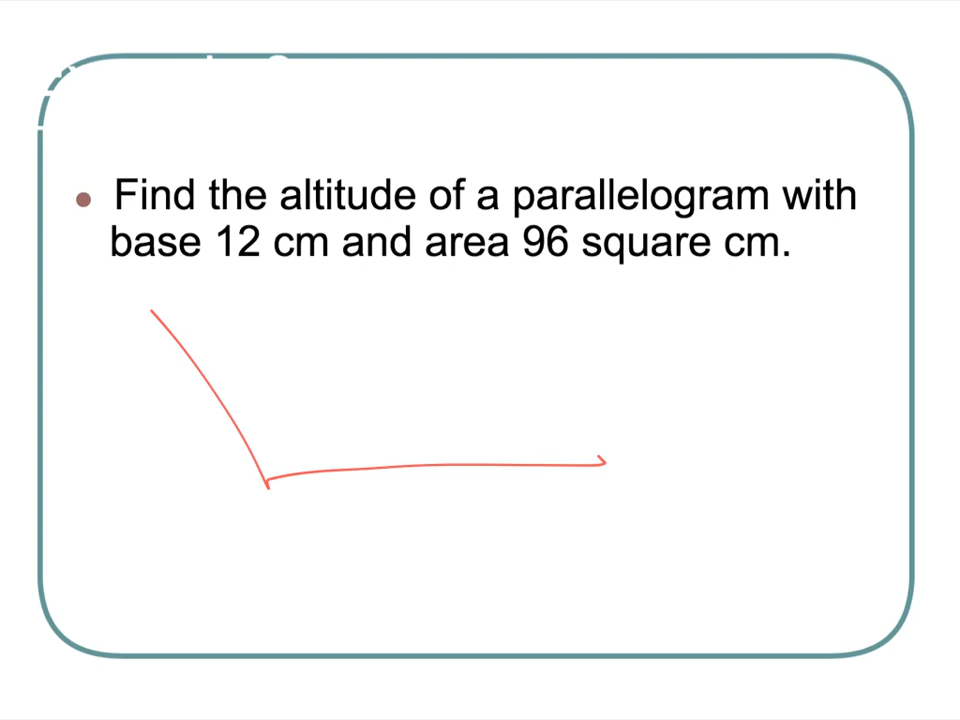 Find the altitude of a parallelogram with
base 12 cm and area 96 square cm.